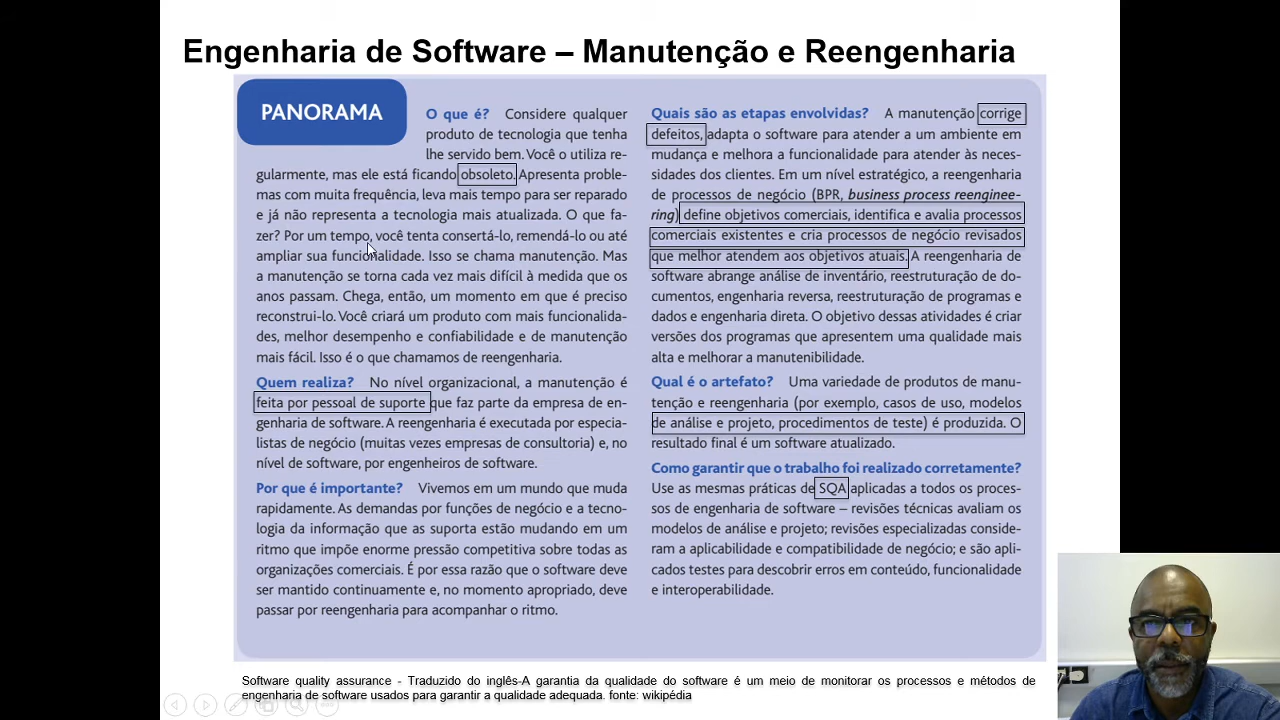 Engenharia de Software – Manutenção e Reengenharia
PANORAMA
O que é? Considere qualquer
produto de tecnologia que tenha
lhe servido bem. Você o utiliza re-
gularmente, mas ele está ficando obsoleto. Apresenta proble-
mas com muita frequência, leva mais tempo para ser reparado
e já não representa a tecnologia mais atualizada. O que fa-
zer? Por um tempo, você tenta consertá-lo, remendá-lo ou até
ampliar sua funcionalidade. Isso se chama manutenção. Mas
a manutenção se torna cada vez mais difícil à medida que os
anos passam. Chega, então, um momento em que é preciso
reconstruí-lo. Você criará um produto com mais funcionalida-
des, melhor desempenho e confiabilidade e de manutenção
mais fácil. Isso é o que chamamos de reengenharia.
Quem realiza? No nível organizacional, a manutenção é
feita por pessoal de suporte que faz parte da empresa de en-
genharia de software. A reengenharia é executada por especia-
listas de negócio (muitas vezes empresas de consultoria) e, no
nível de software, por engenheiros de software.
Por que é importante? Vivemos em um mundo que muda
rapidamente. As demandas por funções de negócio e a tecno-
logia da informação que as suporta estão mudando em um
ritmo que impõe enorme pressão competitiva sobre todas as
organizações comerciais. É por essa razão que o software deve
ser mantido continuamente e, no momento apropriado, deve
passar por reengenharia para acompanhar o ritmo.
Quais são as etapas envolvidas? A manutenção corrige
defeitos, adapta o software para atender a um ambiente em
mudança e melhora a funcionalidade para atender às neces-
sidades dos clientes. Em um nível estratégico, a reengenharia
de processos de negócio (BPR, business process reenginee-
ring) define objetivos comerciais, identifica e avalia processos
comerciais existentes e cria processos de negócio revisados
que melhor atendem aos objetivos atuais. A reengenharia de
software abrange análise de inventário, reestruturação de do-
cumentos, engenharia reversa, reestruturação de programas e
dados e engenharia direta. O objetivo dessas atividades é criar
versões dos programas que apresentem uma qualidade mais
alta e melhorar a manutenibilidade.
Qual é o artefato? Uma variedade de produtos de manu-
tenção e reengenharia (por exemplo, casos de uso, modelos
de análise e projeto, procedimentos de teste) é produzida. O
resultado final é um software atualizado.
Como garantir que o trabalho foi realizado corretamente?
Use as mesmas práticas de SQA aplicadas a todos os proces-
sos de engenharia de software – revisões técnicas avaliam os
modelos de análise e projeto; revisões especializadas conside-
ram a aplicabilidade e compatibilidade de negócio; e são apli-
cados testes para descobrir erros em conteúdo, funcionalidade
e interoperabilidade.
Software quality assurance - Traduzido do inglês-A garantia da qualidade do software é um meio de monitorar os processos e métodos de
engenharia de software usados para garantir a qualidade adequada. fonte: wikipédia